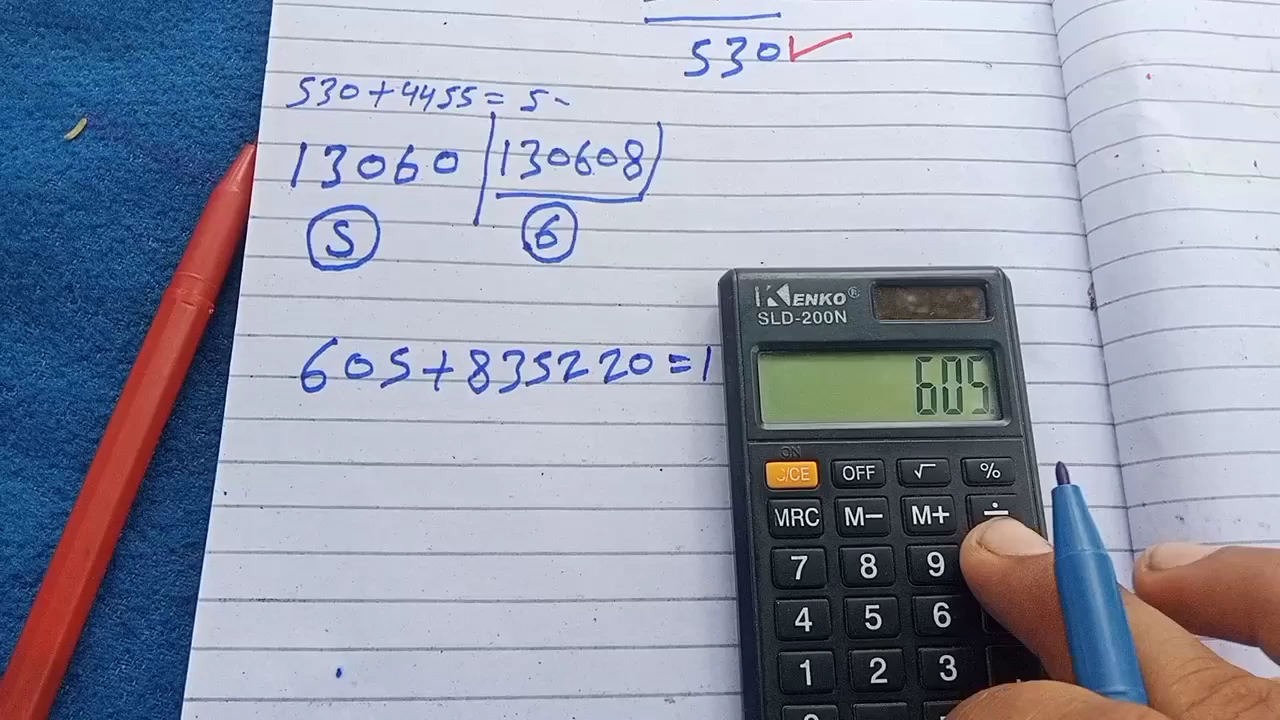 530✓
530+4455=5-
13060 | 130608)
5 6
605+835220=1
KENKO®
SLD-200N
605.
ON
C/CE OFF √ %
MRC M− M+ ÷
7 8 9
4 5 6
1 2 3